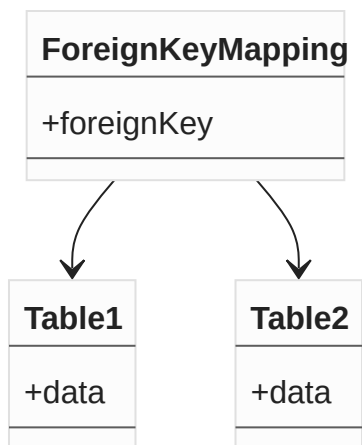 ForeignKeyMapping
+foreignKey
Table1
Table2
+data
+data